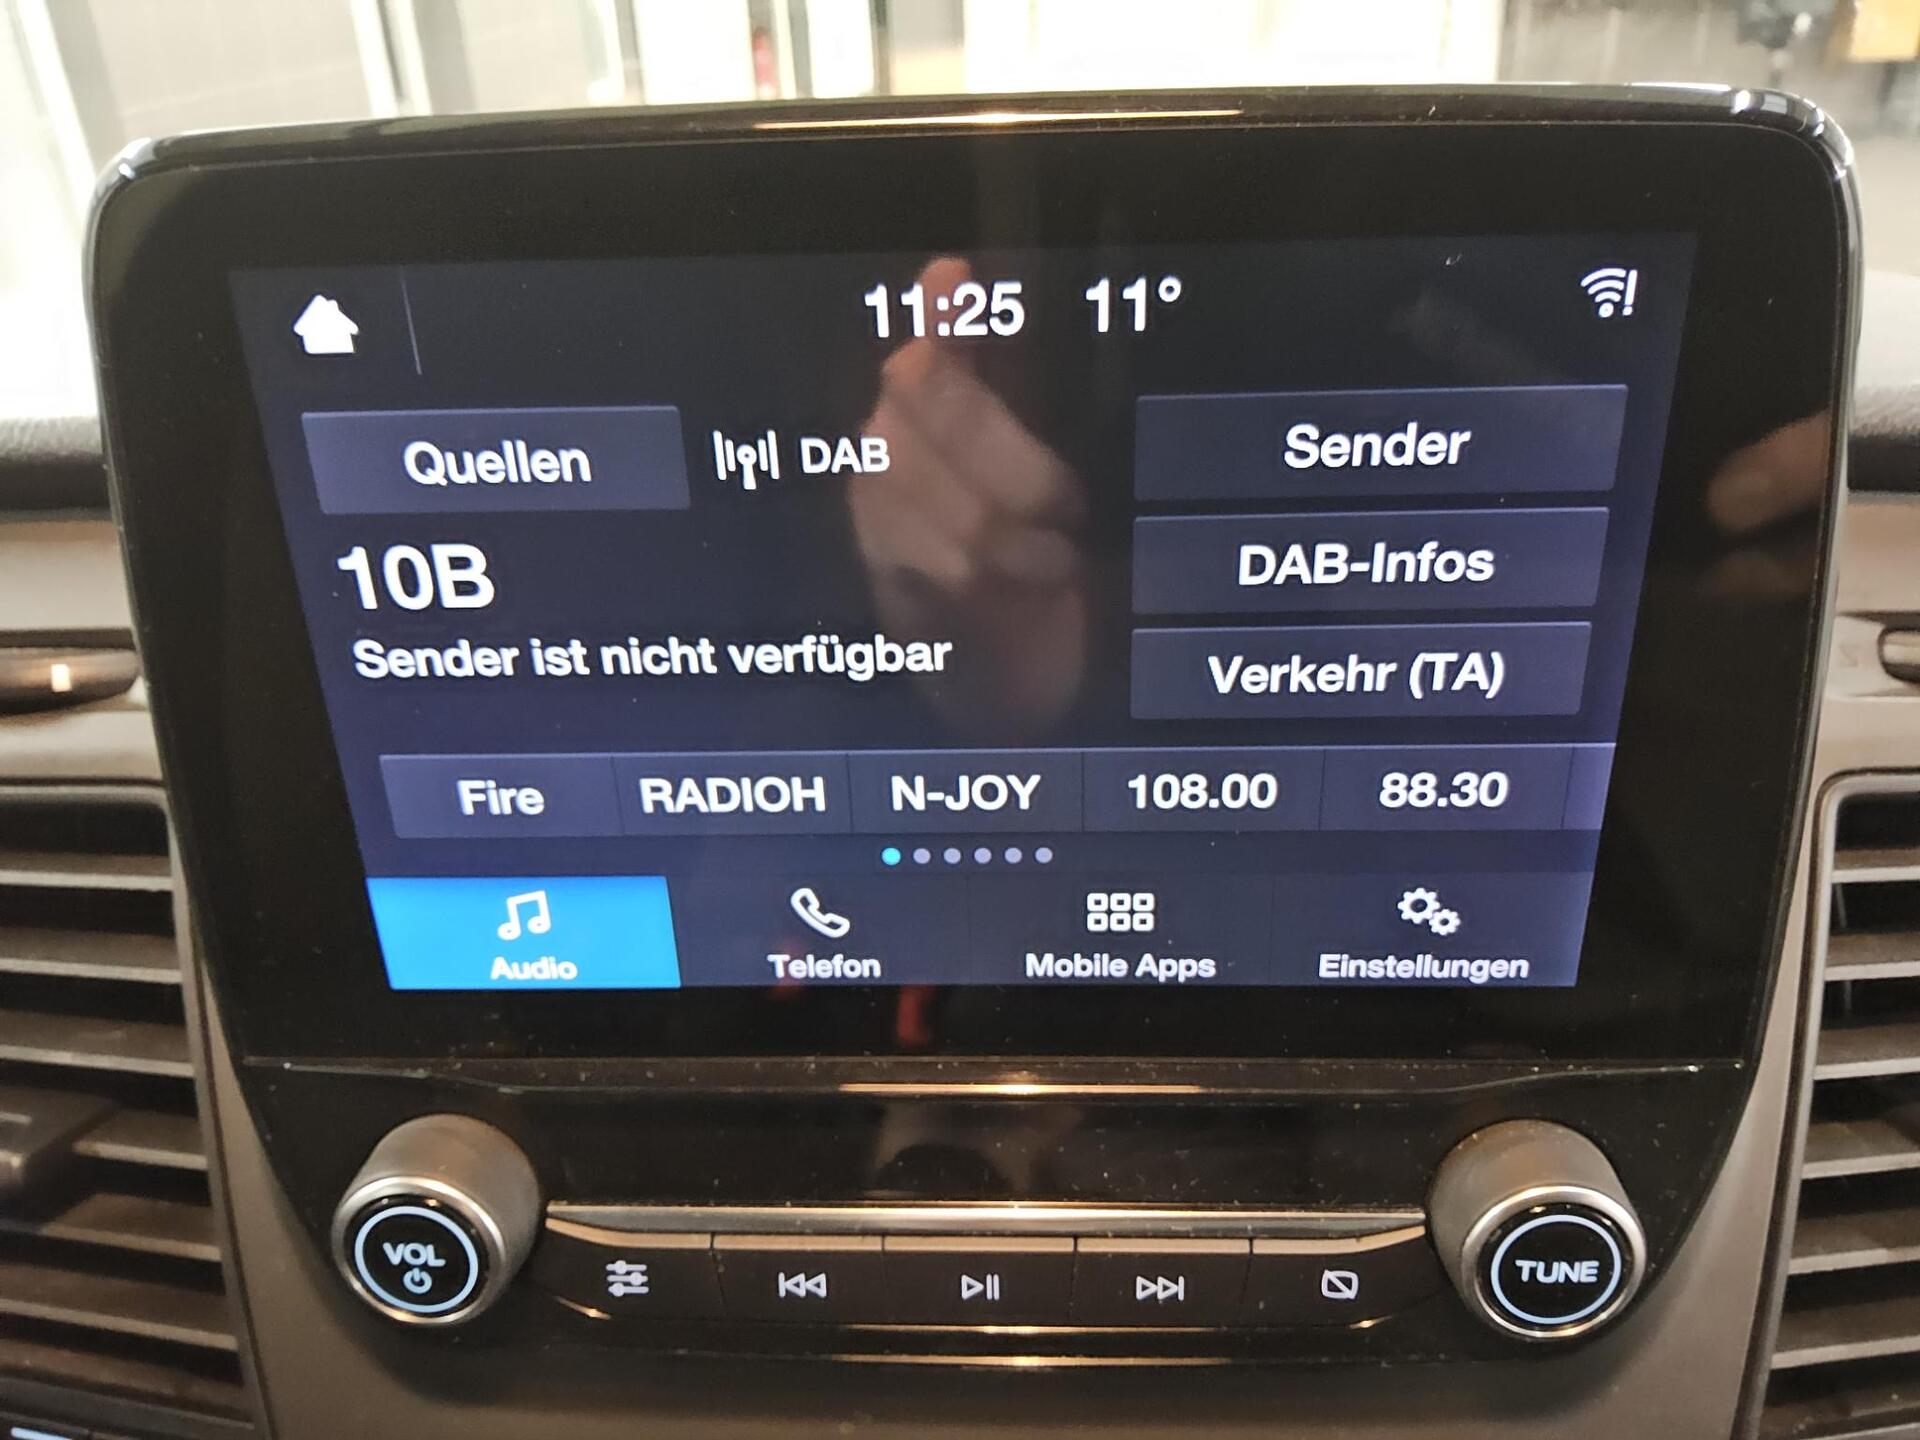 11:25 11°
Quellen DAB Sender
10B DAB-Infos
Sender ist nicht verfügbar Verkehr (TA)
Fire RADIOH N-JOY 108.00 88.30
Audio Telefon Mobile Apps Einstellungen
VOL TUNE